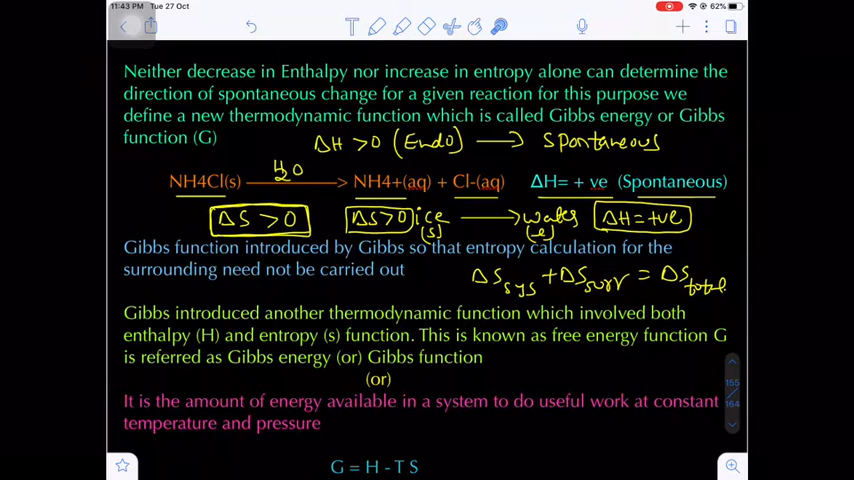 11:43 PM Tue 27 Oct
62%
Neither decrease in Enthalpy nor increase in entropy alone can determine the
direction of spontaneous change for a given reaction for this purpose we
define a new thermodynamic function which is called Gibbs energy or Gibbs
function (G)
ΔH >0 (Endo) ⟶ Spontaneous
H2O
NH4Cl(s) ————> NH4+(aq) + Cl-(aq) ΔH= + ve (Spontaneous)
ΔS >0 ΔS>0 ice ⟶ water ΔH=+ve
(s) (l)
Gibbs function introduced by Gibbs so that entropy calculation for the
surrounding need not be carried out
ΔSsys + ΔSsurr = ΔStotal
Gibbs introduced another thermodynamic function which involved both
enthalpy (H) and entropy (s) function. This is known as free energy function G
is referred as Gibbs energy (or) Gibbs function
(or)
It is the amount of energy available in a system to do useful work at constant
temperature and pressure
155
164
G = H - T S